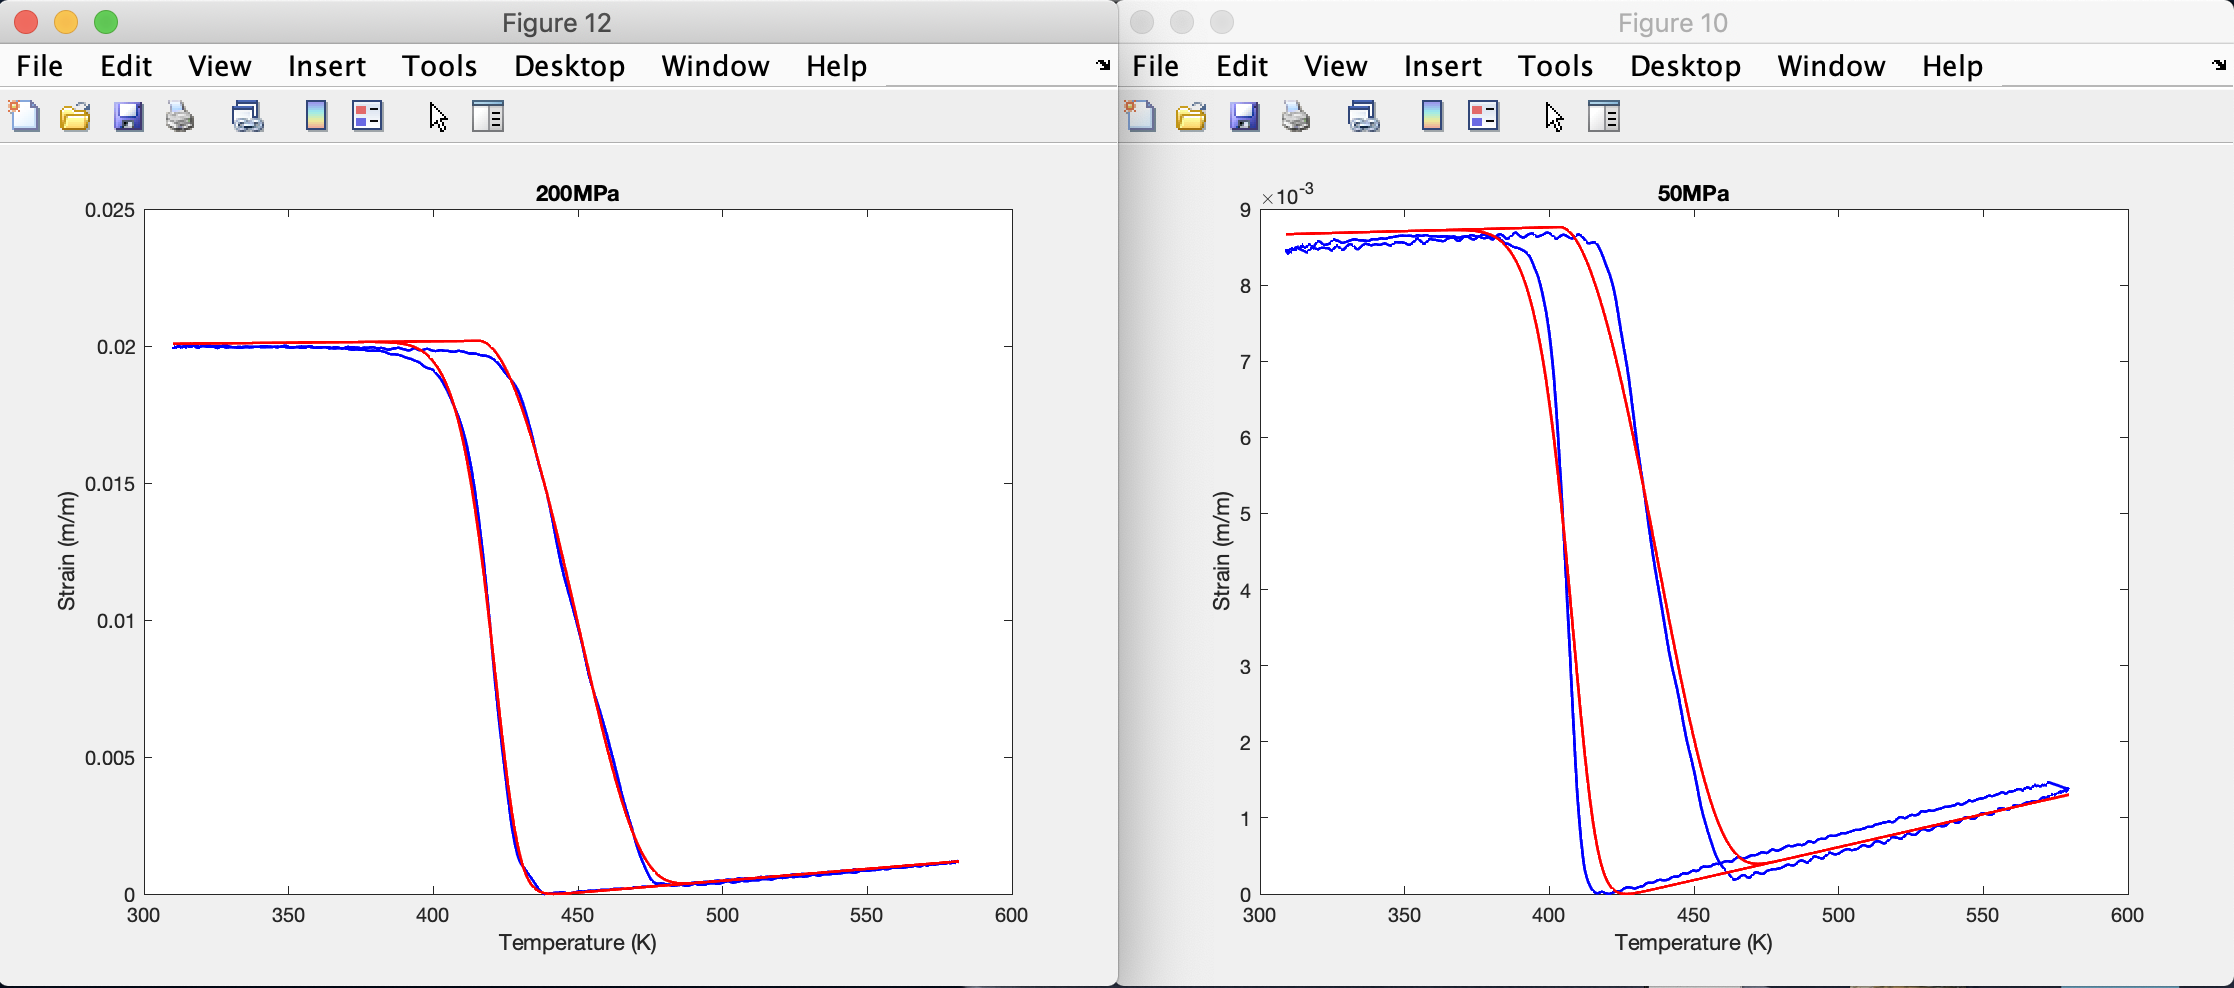 Figure 12
File Edit View Insert Tools Desktop Window Help
200MPa
0.025
0.02
0.015
0.01
0.005
0
300 350 400 450 500 550 600
Strain (m/m)
Temperature (K)
Figure 10
File Edit View Insert Tools Desktop Window Help
×10-3
50MPa
9
8
7
6
5
4
3
2
1
0
300 350 400 450 500 550 600
Strain (m/m)
Temperature (K)